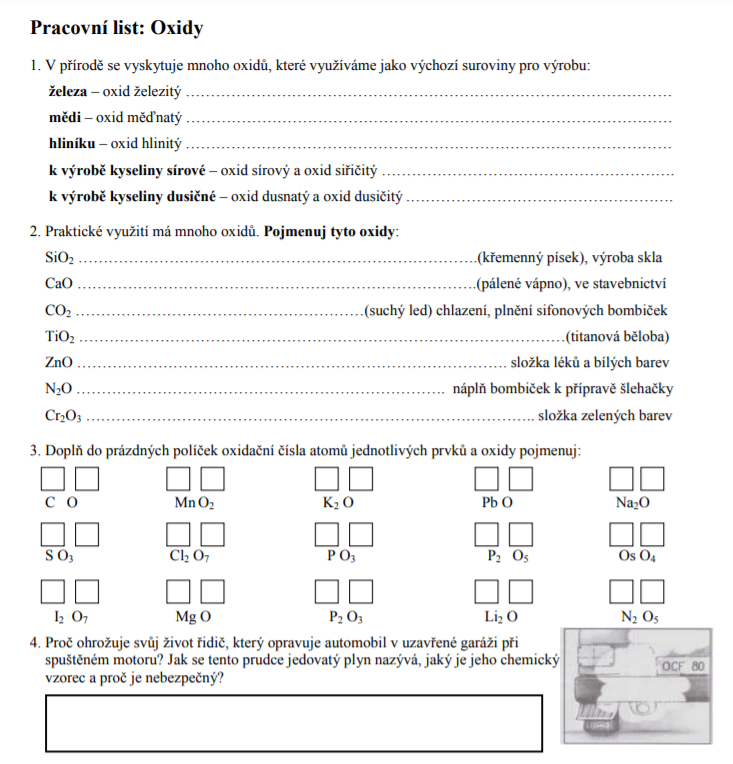 Pracovní list: Oxidy
1. V přírodě se vyskytuje mnoho oxidů, které využíváme jako výchozí suroviny pro výrobu:
železa – oxid železitý ........................................
mědi – oxid měďnatý ........................................
hliníku – oxid hlinitý ........................................
k výrobě kyseliny sírové – oxid sírový a oxid siřičitý ........................................
k výrobě kyseliny dusičné – oxid dusnatý a oxid dusičitý ........................................
2. Praktické využití má mnoho oxidů. Pojmenuj tyto oxidy:
SiO₂ ........................................(křemenný písek), výroba skla
CaO ........................................(pálené vápno), ve stavebnictví
CO₂ ........................................(suchý led) chlazení, plnění sifonových bombiček
TiO₂ ........................................(titanová běloba)
ZnO ........................................ složka léků a bílých barev
N₂O ........................................ náplň bombiček k přípravě šlehačky
Cr₂O₃ ........................................ složka zelených barev
3. Doplň do prázdných políček oxidační čísla atomů jednotlivých prvků a oxidy pojmenuj:
C O Mn O₂ K₂ O Pb O Na₂O
S O₃ Cl₂ O₇ P O₃ P₂ O₅ Os O₄
I₂ O₇ Mg O P₂ O₃ Li₂ O N₂ O₅
4. Proč ohrožuje svůj život řidič, který opravuje automobil v uzavřené garáži při
spuštěném motoru? Jak se tento prudce jedovatý plyn nazývá, jaký je jeho chemický
vzorec a proč je nebezpečný?
OCF 80